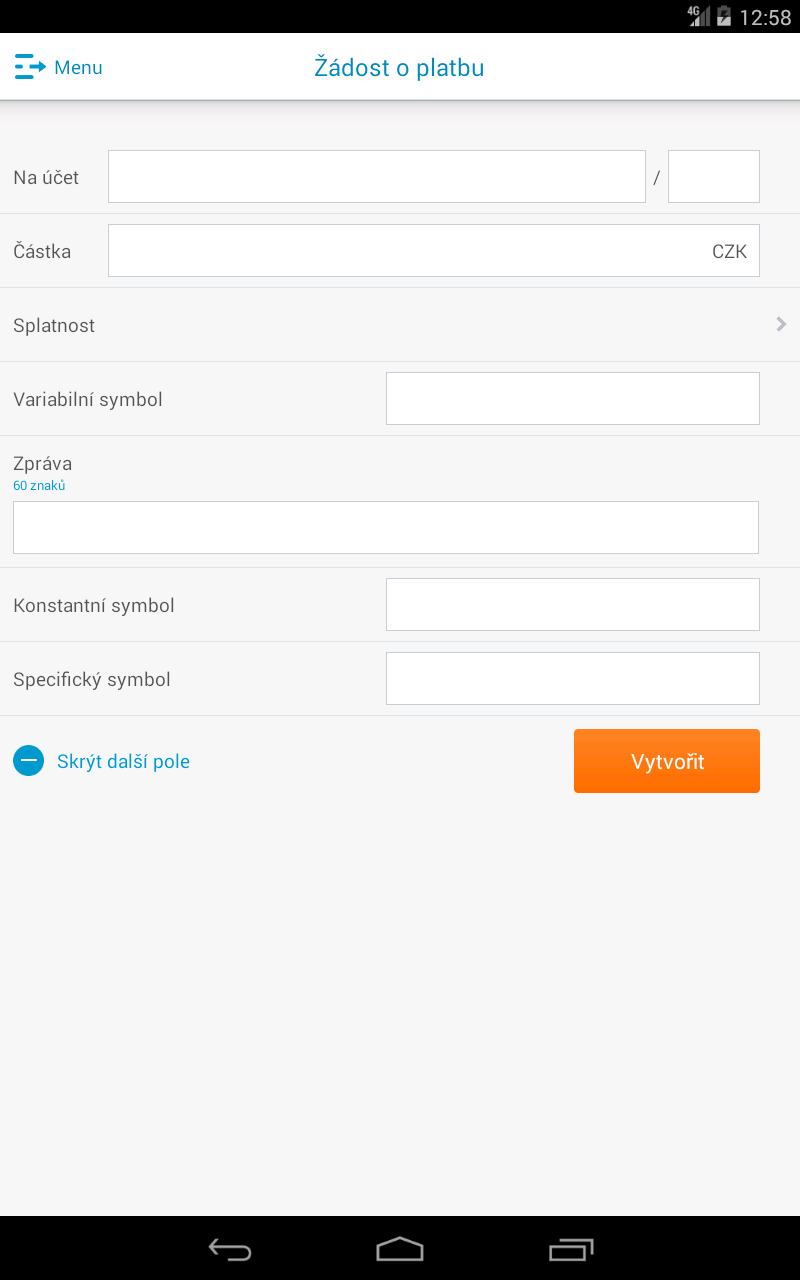 4G 12:58
Menu
Žádost o platbu
Na účet /
Částka CZK
Splatnost
Variabilní symbol
Zpráva
60 znaků
Konstantní symbol
Specifický symbol
Skrýt další pole
Vytvořit